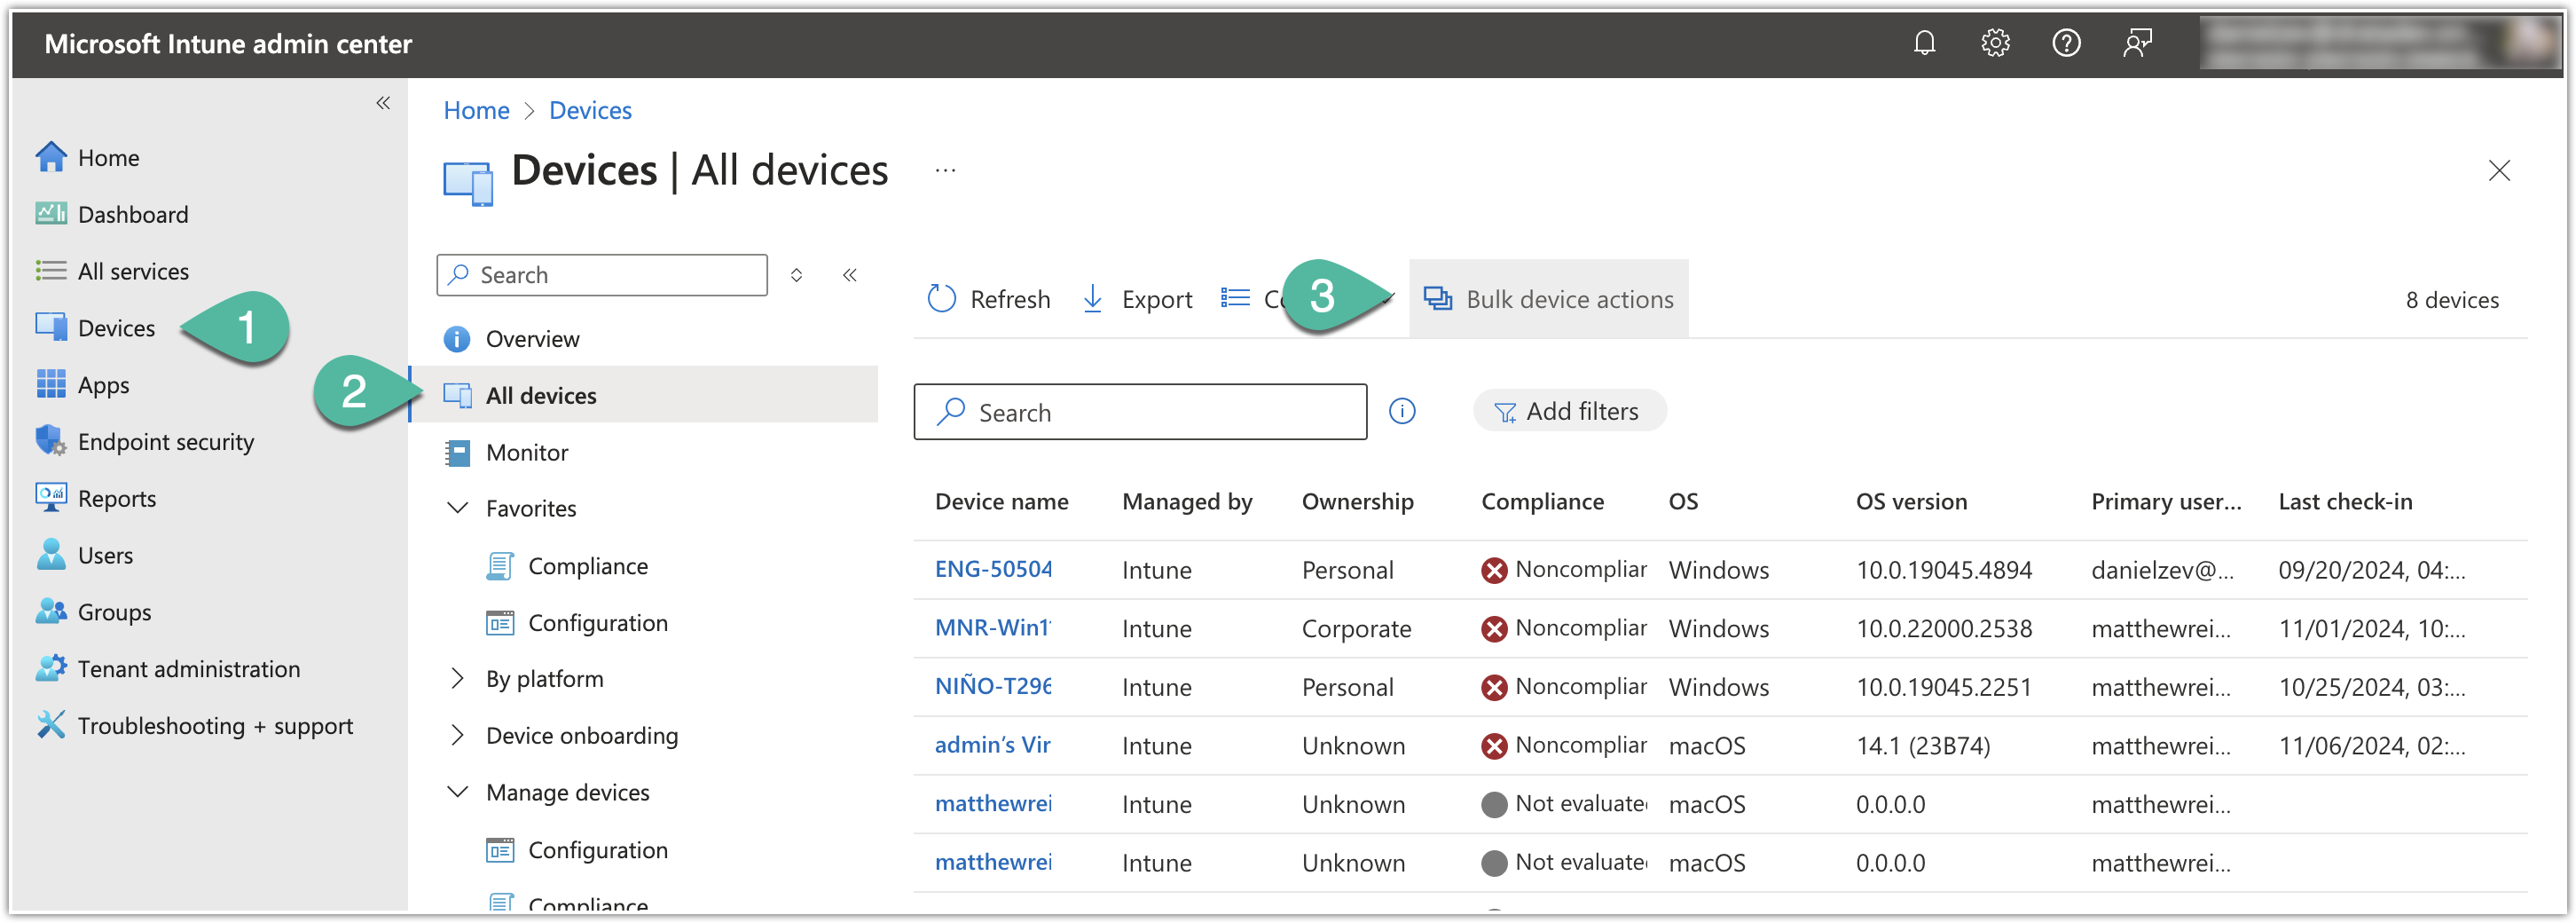 Microsoft Intune admin center
Home
Dashboard
All services
Devices
1
Apps
Endpoint security
Reports
Users
Groups
Tenant administration
Troubleshooting + support
Home > Devices
Devices | All devices ...
Search
Overview
2
All devices
Monitor
Favorites
Compliance
Configuration
By platform
Device onboarding
Manage devices
Configuration
Compliance
Refresh Export 3 Bulk device actions 8 devices
Search Add filters
Device name Managed by Ownership Compliance OS OS version Primary user... Last check-in
ENG-50504 Intune Personal Noncomplian Windows 10.0.19045.4894 danielzev@... 09/20/2024, 04:...
MNR-Win11 Intune Corporate Noncomplian Windows 10.0.22000.2538 matthewrei... 11/01/2024, 10:...
NIÑO-T296 Intune Personal Noncomplian Windows 10.0.19045.2251 matthewrei... 10/25/2024, 03:...
admin’s Vir Intune Unknown Noncomplian macOS 14.1 (23B74) matthewrei... 11/06/2024, 02:...
matthewrei Intune Unknown Not evaluated macOS 0.0.0.0 matthewrei...
matthewrei Intune Unknown Not evaluated macOS 0.0.0.0 matthewrei...